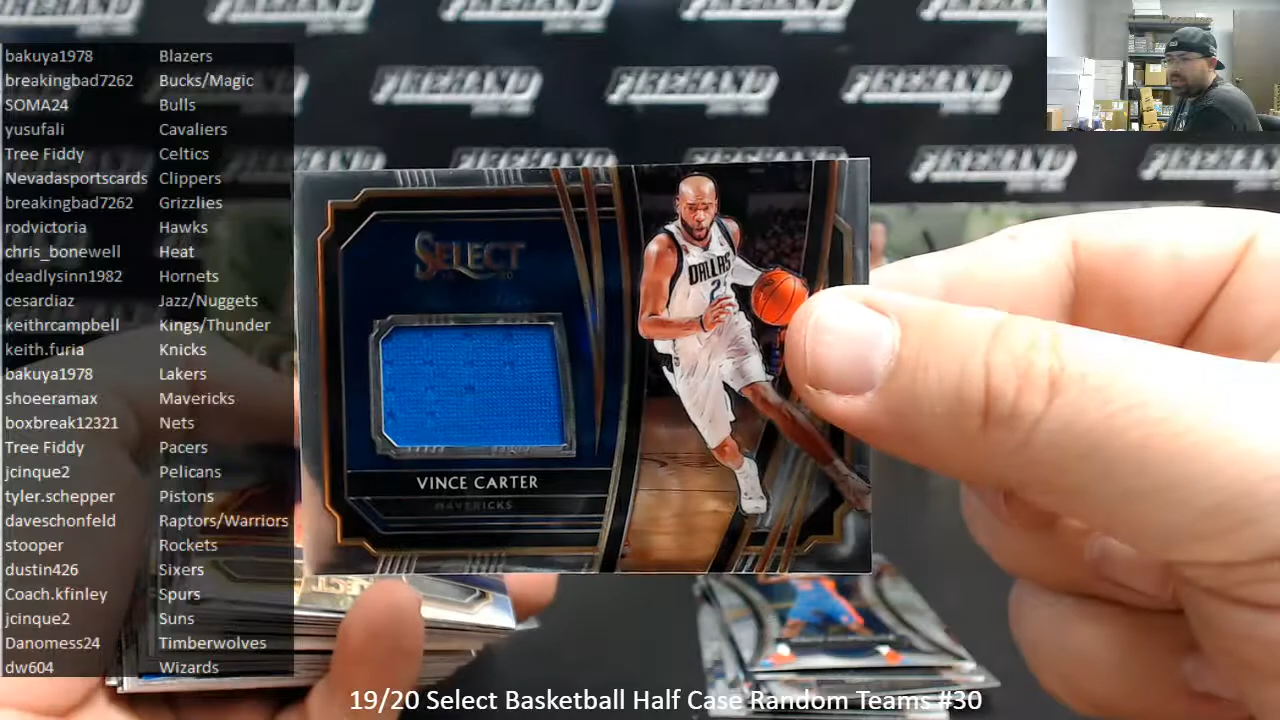 bakuya1978 Blazers
breakingbad7262 Bucks/Magic
SOMA24 Bulls
yusufali Cavaliers
Tree Fiddy Celtics
Nevadasportscards Clippers
breakingbad7262 Grizzlies
rodvictoria Hawks
chris_bonewell Heat
deadlysinn1982 Hornets
cesardiaz Jazz/Nuggets
keithrcampbell Kings/Thunder
keith.furia Knicks
bakuya1978 Lakers
shoeeramax Mavericks
boxbreak12321 Nets
Tree Fiddy Pacers
jcinque2 Pelicans
tyler.schepper Pistons
daveschonfeld Raptors/Warriors
stooper Rockets
dustin426 Sixers
Coach.kfinley Spurs
jcinque2 Suns
Danomess24 Timberwolves
dw604 Wizards
FIREHAND FIREHAND FIREHAND
FIREHAND FIREHAND
SELECT
DALLAS
VINCE CARTER
MAVERICKS
19/20 Select Basketball Half Case Random Teams #30